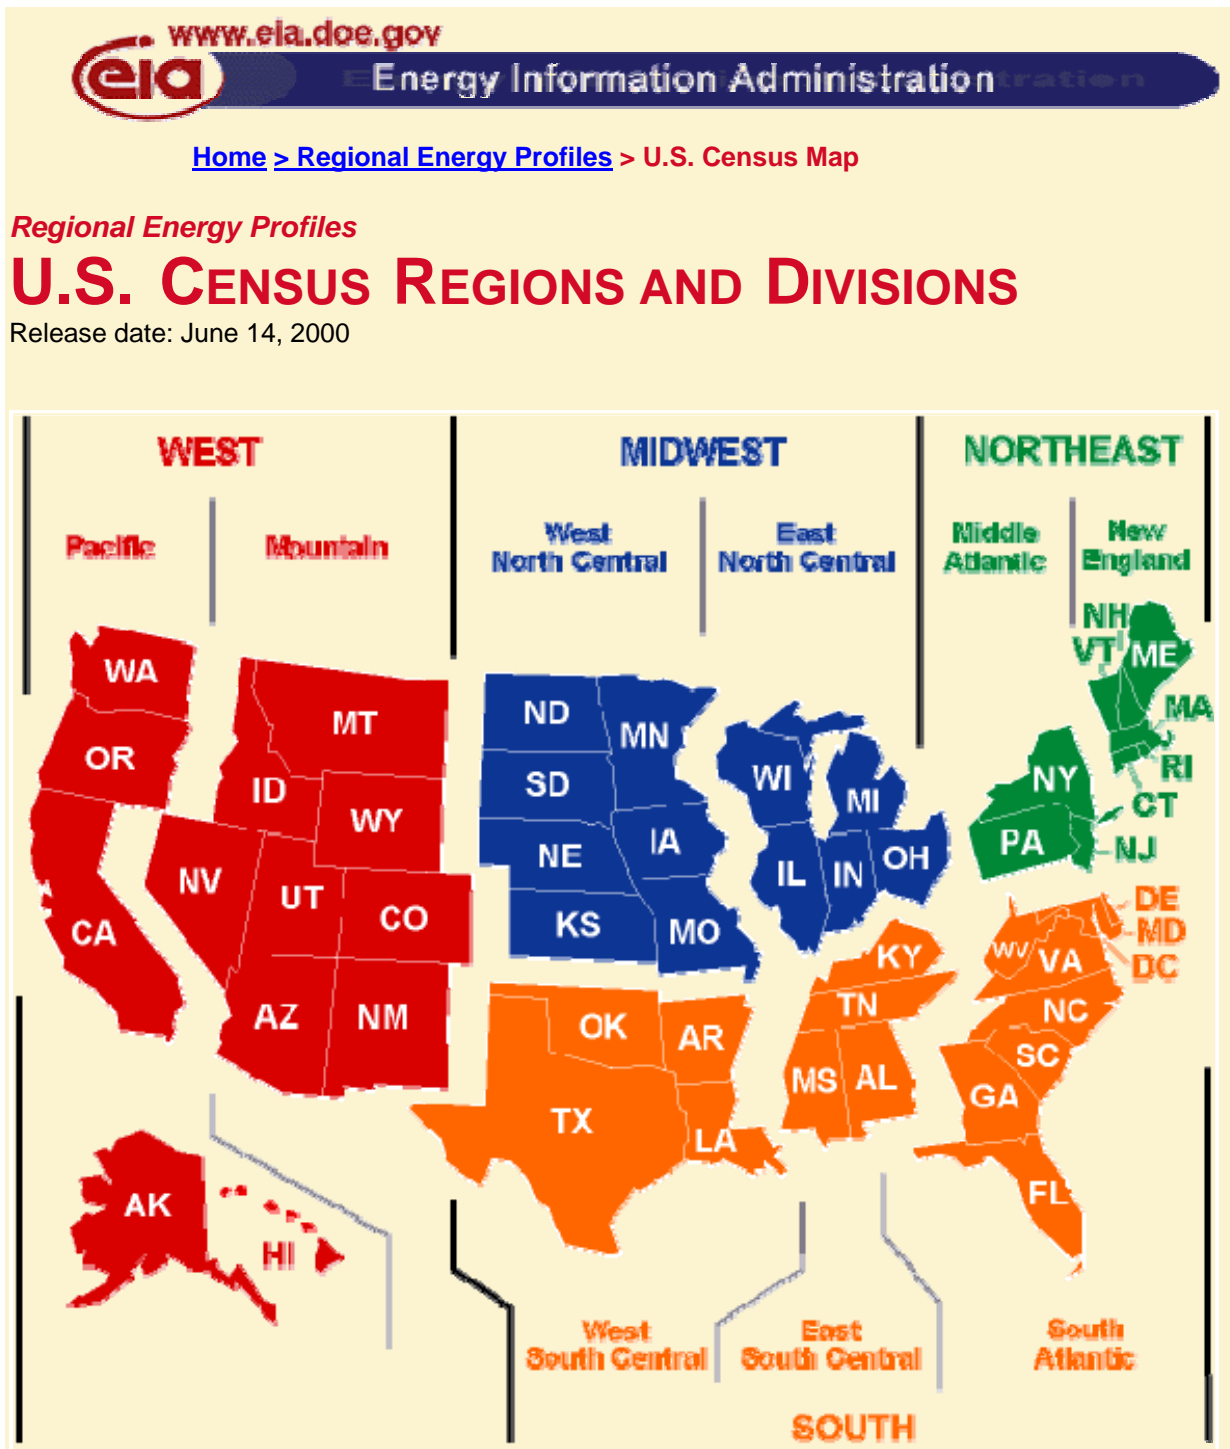 www.eia.doe.gov
eia
Energy Information Administration
Home > Regional Energy Profiles > U.S. Census Map
Regional Energy Profiles
U.S. CENSUS REGIONS AND DIVISIONS
Release date: June 14, 2000
WEST
MIDWEST
NORTHEAST
Pacific
Mountain
West
North Central
East
North Central
Middle
Atlantic
New
England
WA
OR
CA
NV
ID
MT
WY
UT
CO
AZ
NM
AK
HI
ND
SD
NE
KS
MN
IA
MO
WI
MI
IL
IN
OH
NH
VT
ME
MA
RI
CT
NY
PA
NJ
DE
MD
DC
WV
VA
NC
SC
GA
FL
KY
TN
MS
AL
OK
AR
TX
LA
West
South Central
East
South Central
South
Atlantic
SOUTH